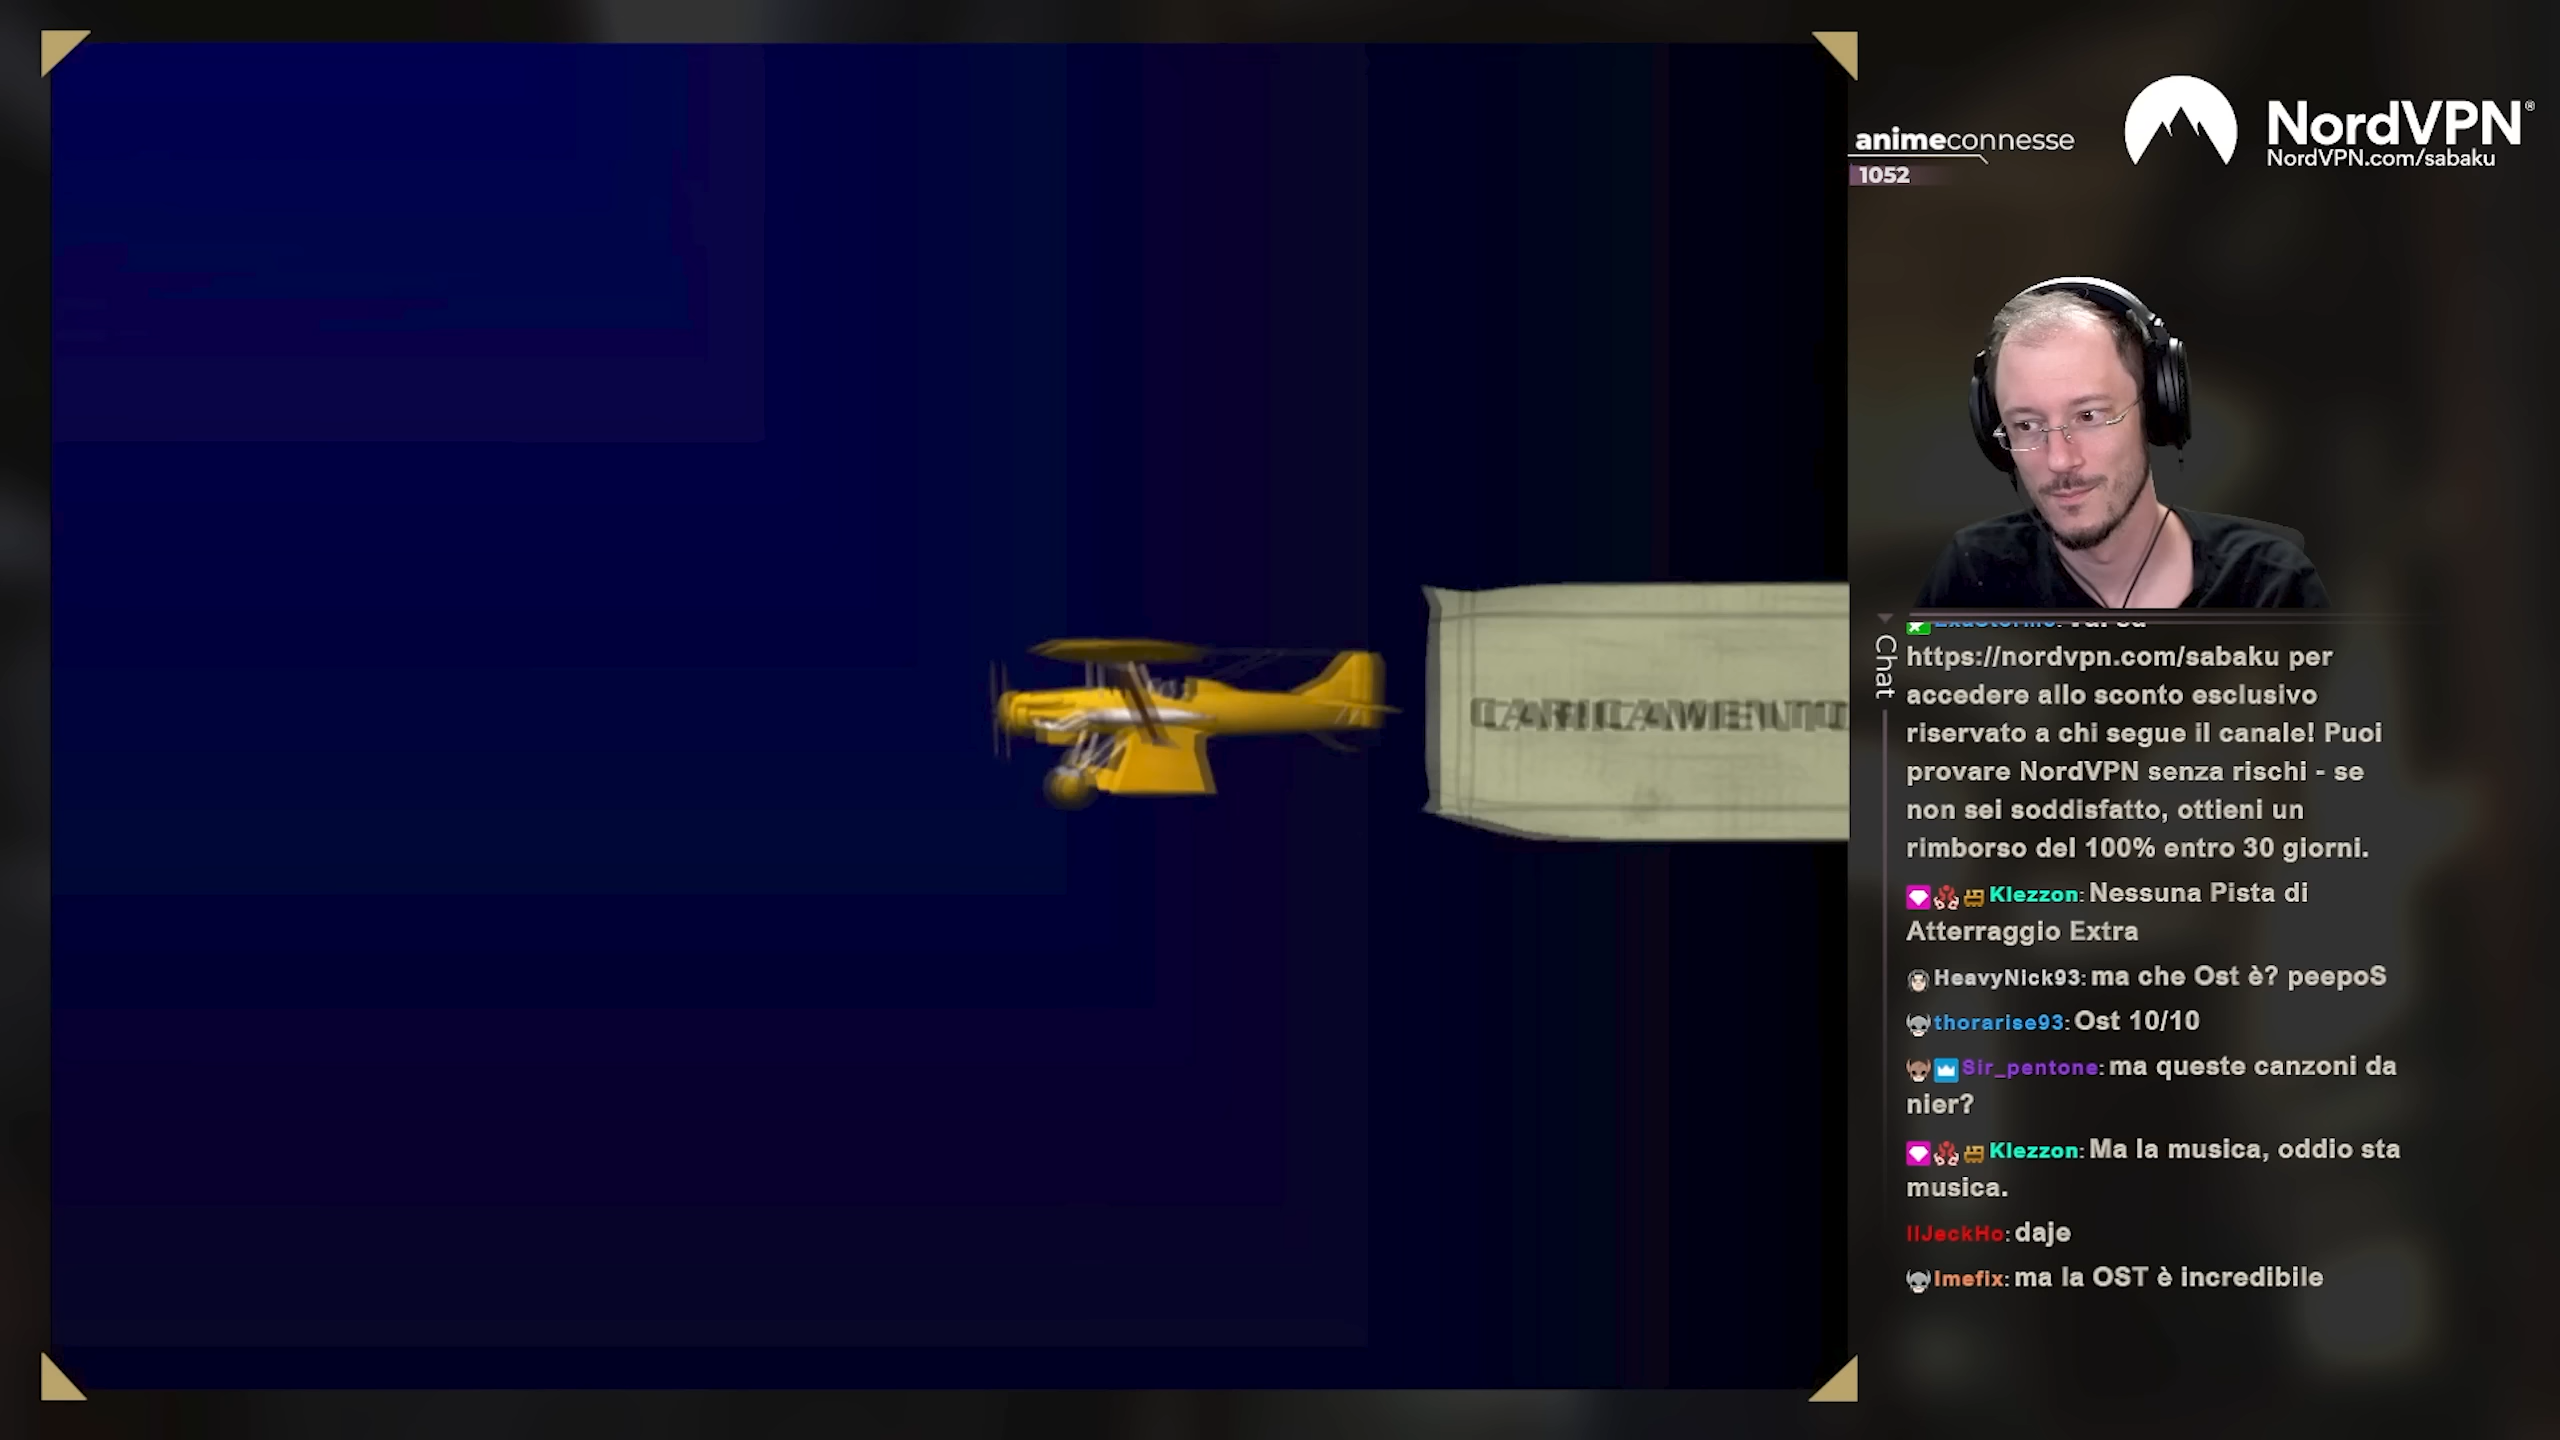 CARICAMENTO
animeconnesse
1052
NordVPN®
NordVPN.com/sabaku
Chat
https://nordvpn.com/sabaku per
accedere allo sconto esclusivo
riservato a chi segue il canale! Puoi
provare NordVPN senza rischi - se
non sei soddisfatto, ottieni un
rimborso del 100% entro 30 giorni.
Klezzon: Nessuna Pista di
Atterraggio Extra
HeavyNick93: ma che Ost è? peepoS
thorarise93: Ost 10/10
Sir_pentone: ma queste canzoni da
nier?
Klezzon: Ma la musica, oddio sta
musica.
IlJeckHo: daje
Imefix: ma la OST è incredibile